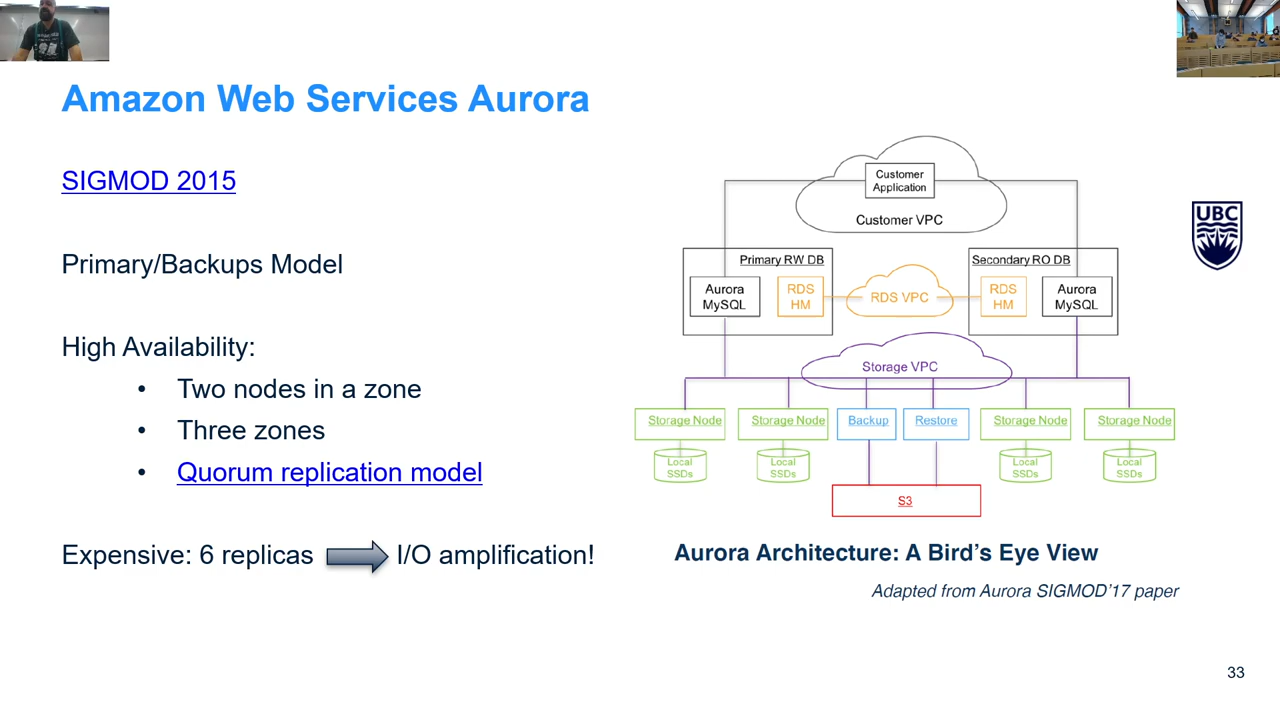 Amazon Web Services Aurora
SIGMOD 2015
Primary/Backups Model
High Availability:
• Two nodes in a zone
• Three zones
• Quorum replication model
Expensive: 6 replicas I/O amplification!
Customer
Application
Customer VPC
Primary RW DB
Aurora
MySQL
RDS
HM
RDS VPC
Secondary RO DB
RDS
HM
Aurora
MySQL
Storage VPC
Storage Node
Storage Node
Backup
Restore
Storage Node
Storage Node
Local
SSDs
Local
SSDs
Local
SSDs
Local
SSDs
S3
Aurora Architecture: A Bird's Eye View
Adapted from Aurora SIGMOD'17 paper
UBC
33